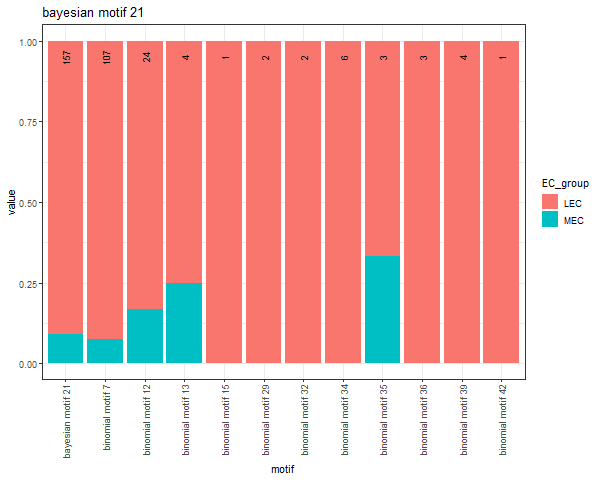 bayesian motif 21
1.00
0.75
0.50
0.25
0.00
value
157
107
24
4
1
2
2
6
3
3
4
1
bayesian motif 21
binomial motif 7
binomial motif 12
binomial motif 13
binomial motif 15
binomial motif 29
binomial motif 32
binomial motif 34
binomial motif 35
binomial motif 36
binomial motif 39
binomial motif 42
motif
EC_group
LEC
MEC